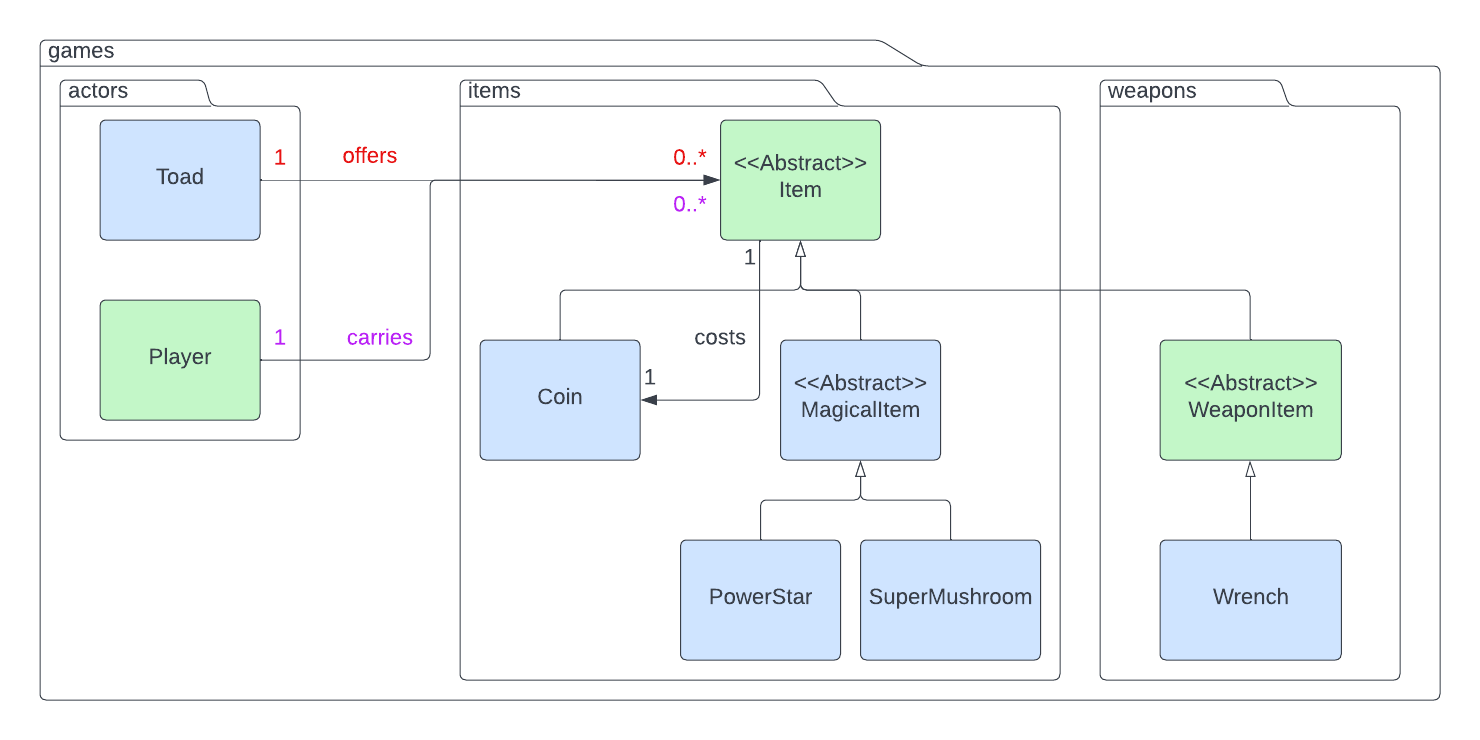 games
actors
items
weapons
Toad
1
offers
0..*
0..*
<<Abstract>>
Item
1
Player
1
carries
costs
1
Coin
<<Abstract>>
MagicalItem
<<Abstract>>
WeaponItem
PowerStar
SuperMushroom
Wrench